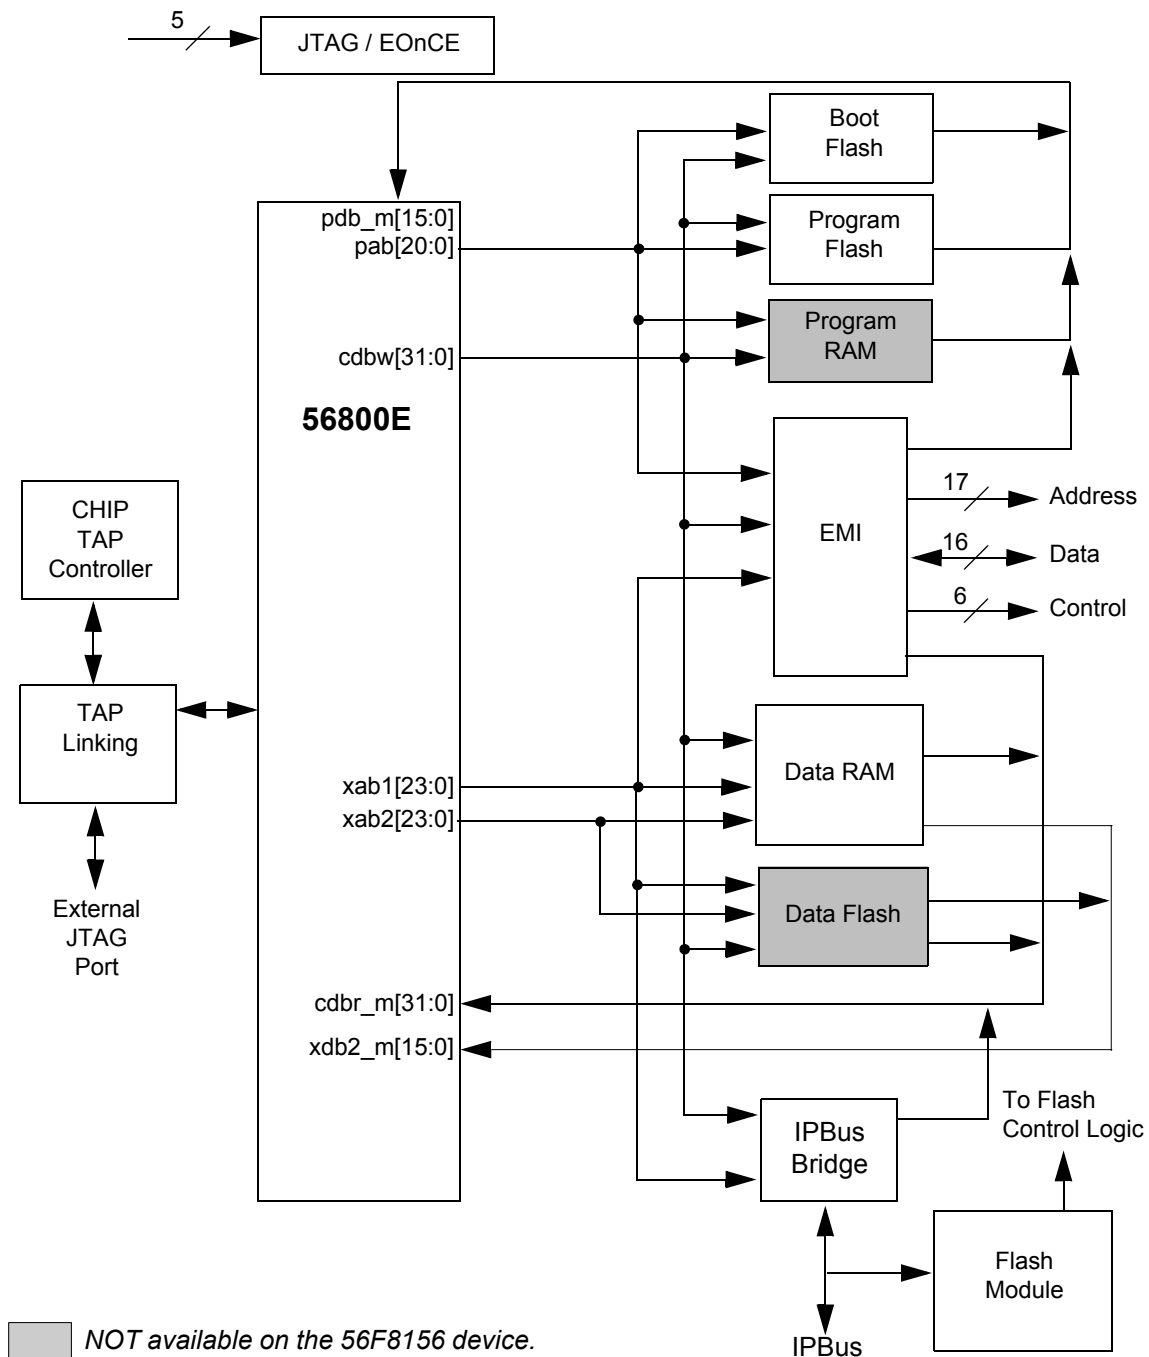 5
JTAG / EOnCE
Boot
Flash
pdb_m[15:0]
pab[20:0]
Program
Flash
cdbw[31:0]
Program
RAM
56800E
CHIP
TAP
Controller
EMI
17
Address
16
Data
6
Control
TAP
Linking
xab1[23:0]
xab2[23:0]
Data RAM
Data Flash
External
JTAG
Port
cdbr_m[31:0]
xdb2_m[15:0]
IPBus
Bridge
To Flash
Control Logic
Flash
Module
IPBus
NOT available on the 56F8156 device.